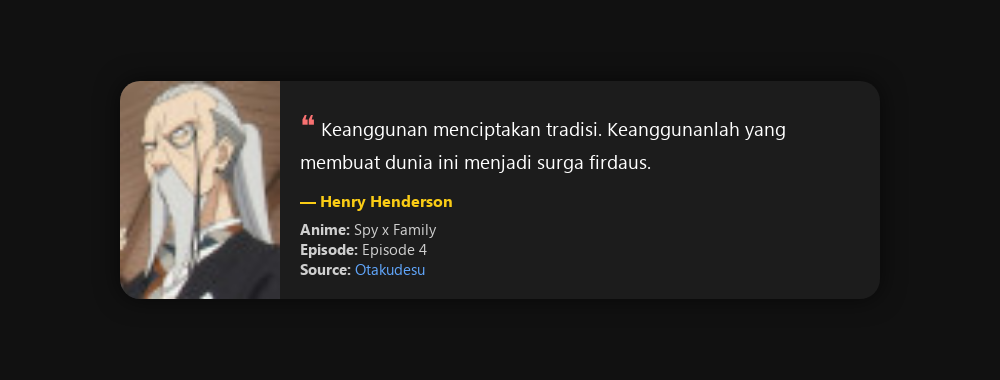 ❝ Keanggunan menciptakan tradisi. Keanggunanlah yang
membuat dunia ini menjadi surga firdaus.
— Henry Henderson
Anime: Spy x Family
Episode: Episode 4
Source: Otakudesu